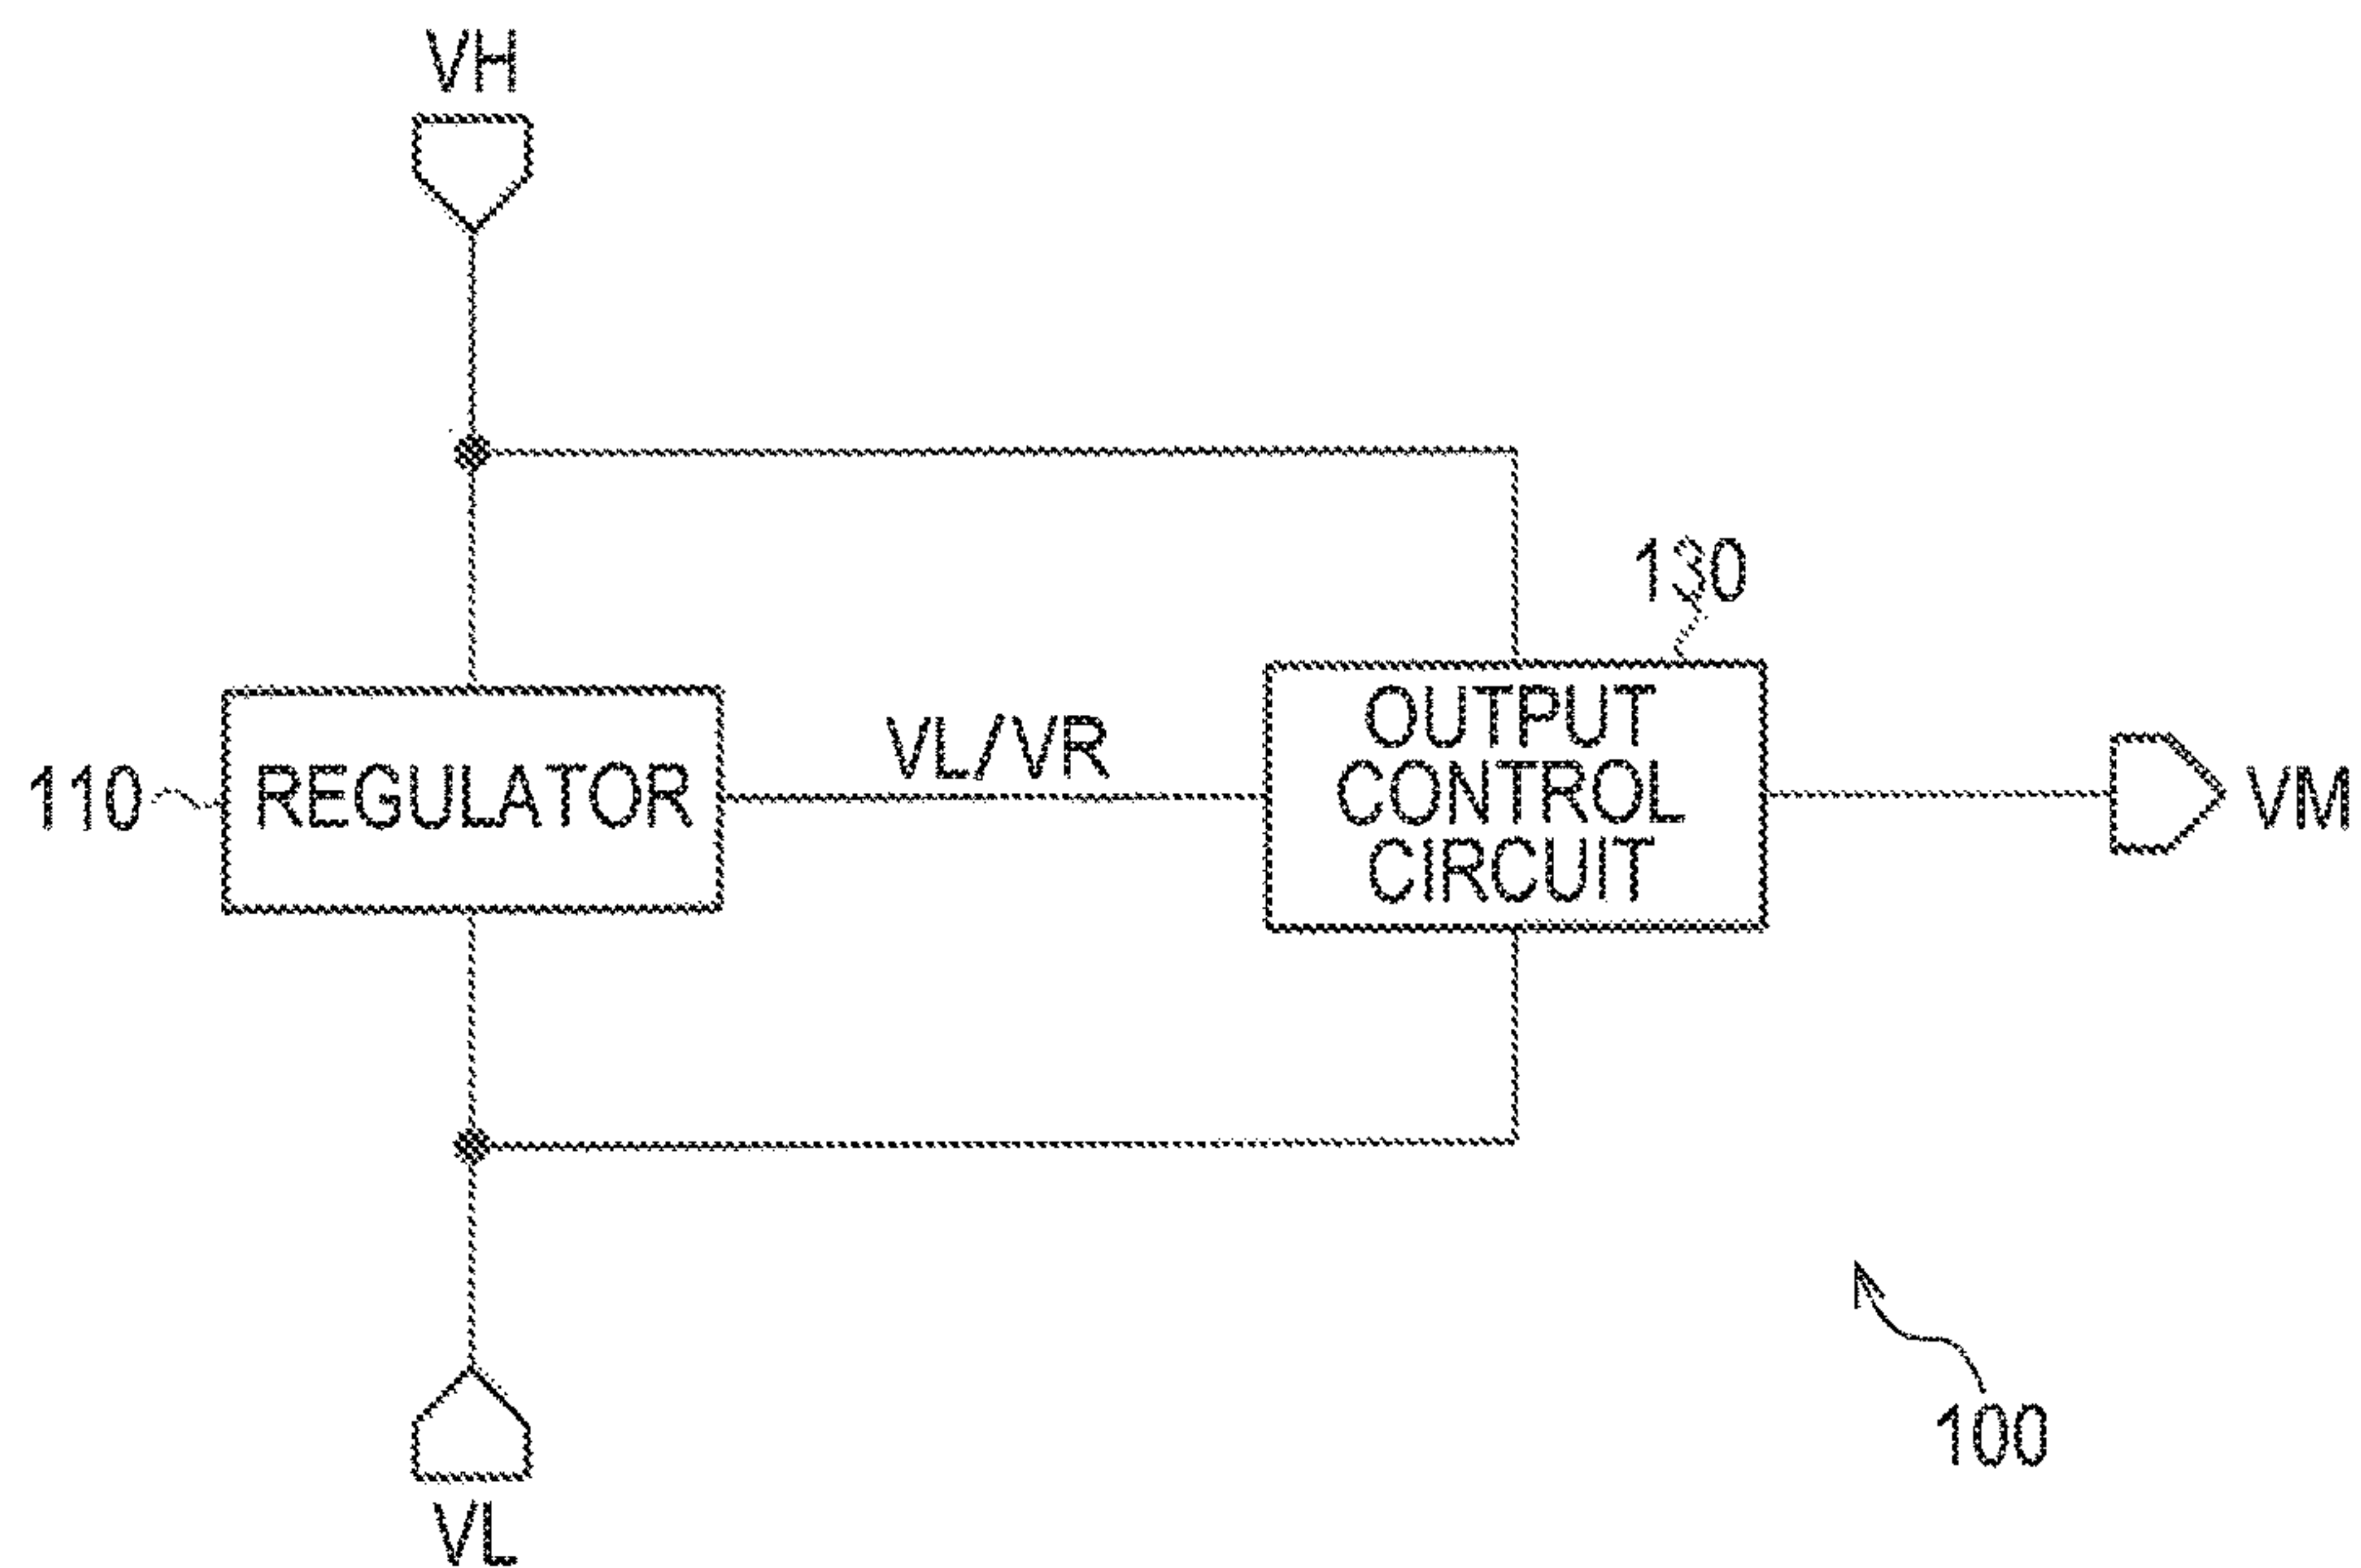 VH
130
110
REGULATOR
VL/VR
OUTPUT
CONTROL
CIRCUIT
VM
100
VL